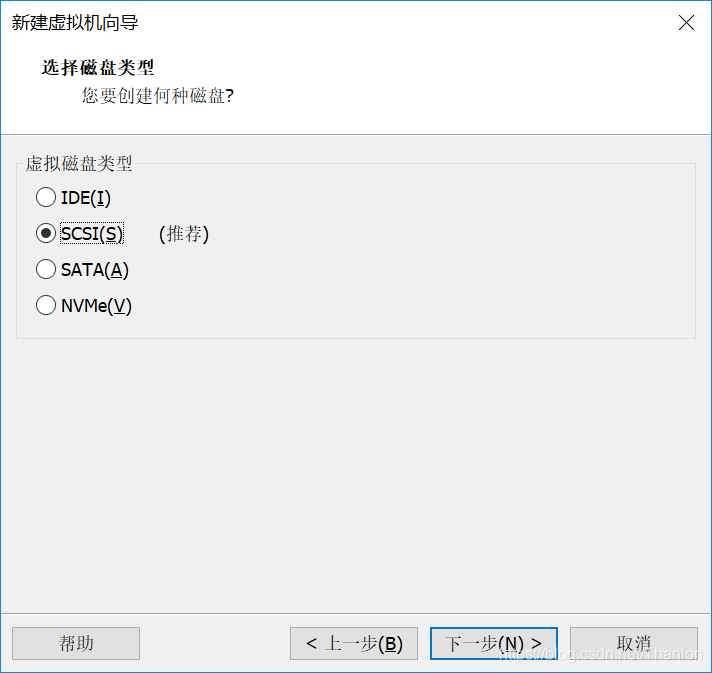 新建虚拟机向导
选择磁盘类型
您要创建何种磁盘?
虚拟磁盘类型
IDE(I)
SCSI(S) (推荐)
SATA(A)
NVMe(V)
帮助 < 上一步(B) 下一步(N) > 取消
https://blog.csdn.net/Thanlon